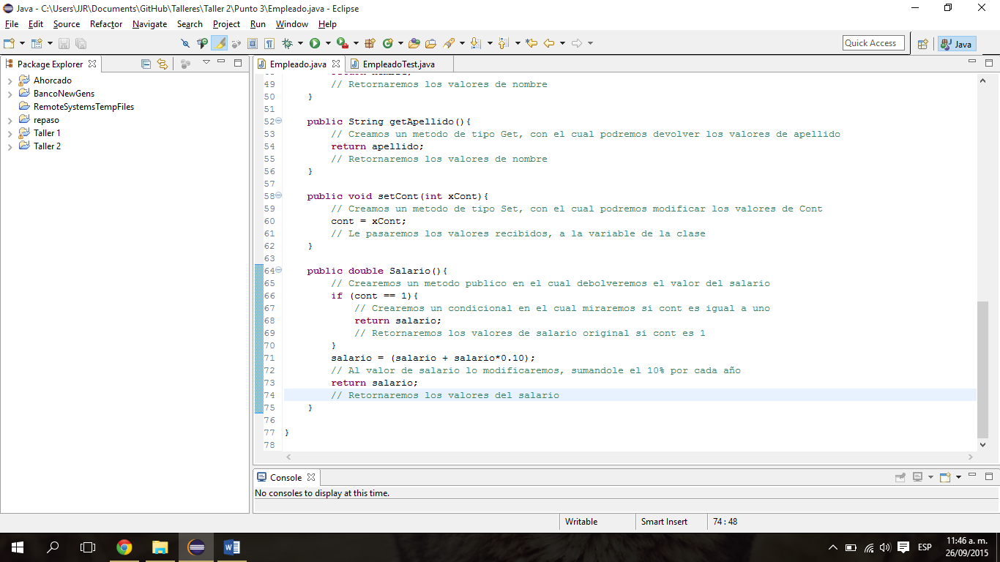 Java - C:\Users\JJR\Documents\GitHub\Talleres\Taller 2\Punto 3\Empleado.java - Eclipse
File Edit Source Refactor Navigate Search Project Run Window Help
Quick Access Java
Package Explorer
Ahorcado
BancoNewGens
RemoteSystemsTempFiles
repaso
Taller 1
Taller 2
Empleado.java EmpleadoTest.java
49 // Retornaremos los valores de nombre
50 }
51
52 public String getApellido(){
53 // Creamos un metodo de tipo Get, con el cual podremos devolver los valores de apellido
54 return apellido;
55 // Retornaremos los valores de nombre
56 }
57
58 public void setCont(int xCont){
59 // Creamos un metodo de tipo Set, con el cual podremos modificar los valores de Cont
60 cont = xCont;
61 // Le pasaremos los valores recibidos, a la variable de la clase
62 }
63
64 public double Salario(){
65 // Crearemos un metodo publico en el cual debolveremos el valor del salario
66 if (cont == 1){
67 // Crearemos un condicional en el cual miraremos si cont es igual a uno
68 return salario;
69 // Retornaremos los valores de salario original si cont es 1
70 }
71 salario = (salario + salario*0.10);
72 // Al valor de salario lo modificaremos, sumandole el 10% por cada año
73 return salario;
74 // Retornaremos los valores del salario
75 }
76
77 }
78
Console
No consoles to display at this time.
Writable Smart Insert 74 : 48
ESP 11:46 a. m.
26/09/2015